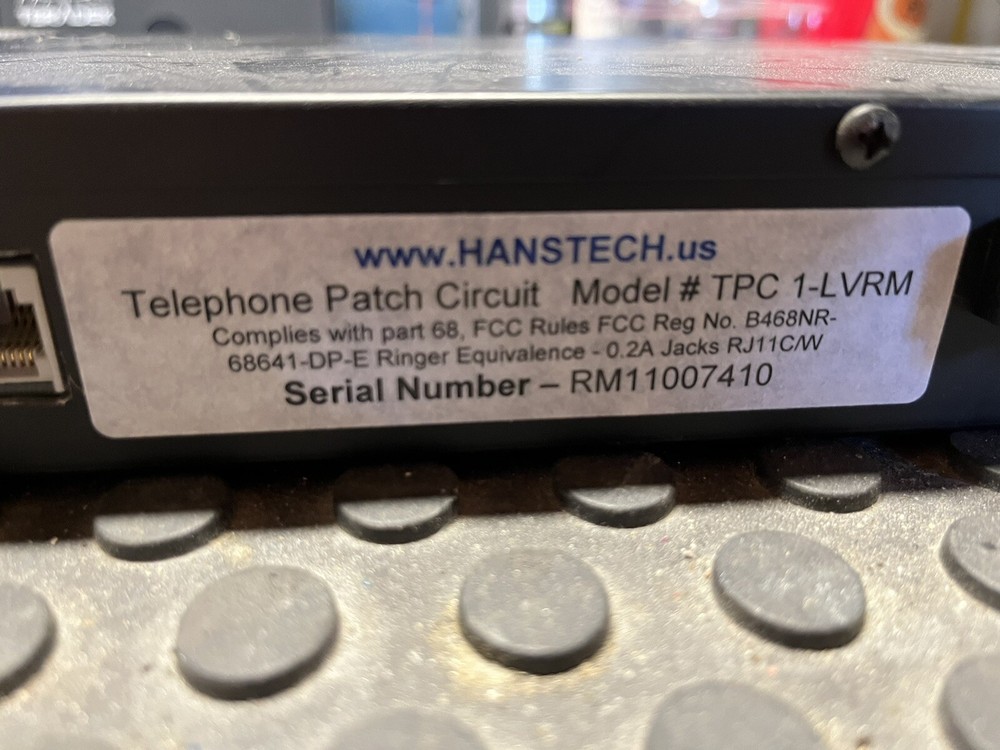 www.HANSTECH.us
Telephone Patch Circuit Model # TPC 1-LVRM
Complies with part 68, FCC Rules FCC Reg No. B468NR-
68641-DP-E Ringer Equivalence - 0.2A Jacks RJ11C/W
Serial Number – RM11007410